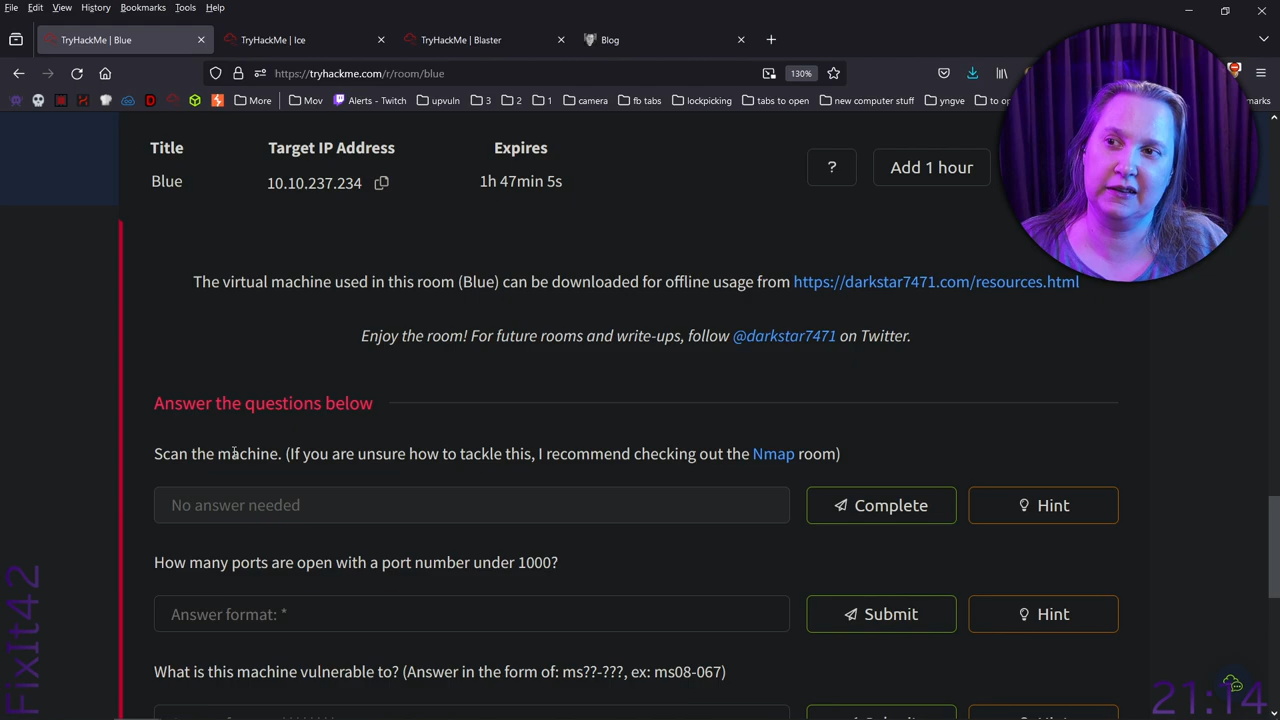 File Edit View History Bookmarks Tools Help
TryHackMe | Blue
TryHackMe | Ice
TryHackMe | Blaster
Blog
https://tryhackme.com/r/room/blue
130%
More
Mov
Alerts - Twitch
upvuln
3
2
1
camera
fb tabs
lockpicking
tabs to open
new computer stuff
yngve
Title
Target IP Address
Expires
Blue
10.10.237.234
1h 47min 5s
?
Add 1 hour
The virtual machine used in this room (Blue) can be downloaded for offline usage from https://darkstar7471.com/resources.html
Enjoy the room! For future rooms and write-ups, follow @darkstar7471 on Twitter.
Answer the questions below
Scan the machine. (If you are unsure how to tackle this, I recommend checking out the Nmap room)
No answer needed
Complete
Hint
How many ports are open with a port number under 1000?
Answer format: *
Submit
Hint
What is this machine vulnerable to? (Answer in the form of: ms??-???, ex: ms08-067)
FixIt42
21:14